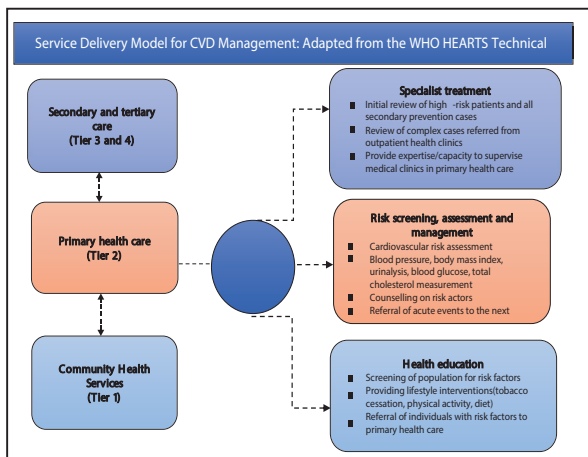 Service Delivery Model for CVD Management: Adapted from the WHO HEARTS Technical
Secondary and tertiary
care
(Tier 3 and 4)
Primary health care
(Tier 2)
Community Health
Services
(Tier 1)
Specialist treatment
Initial review of high -risk patients and all
secondary prevention cases
Review of complex cases referred from
outpatient health clinics
Provide expertise/capacity to supervise
medical clinics in primary health care
Risk screening, assessment and
management
Cardiovascular risk assessment
Blood pressure, body mass index,
urinalysis, blood glucose, total
cholesterol measurement
Counselling on risk actors
Referral of acute events to the next
Health education
Screening of population for risk factors
Providing lifestyle interventions(tobacco
cessation, physical activity, diet)
Referral of individuals with risk factors to
primary health care